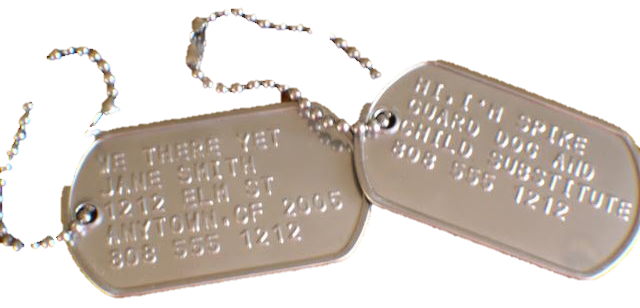 WE THERE YET
JANE SMITH
1212 ELM ST
ANYTOWN.CF 2005
808 555 1212
HI,I'M SPIKE
GUARD DOG AND
CHILD SUBSTITUTE
808 555 1212